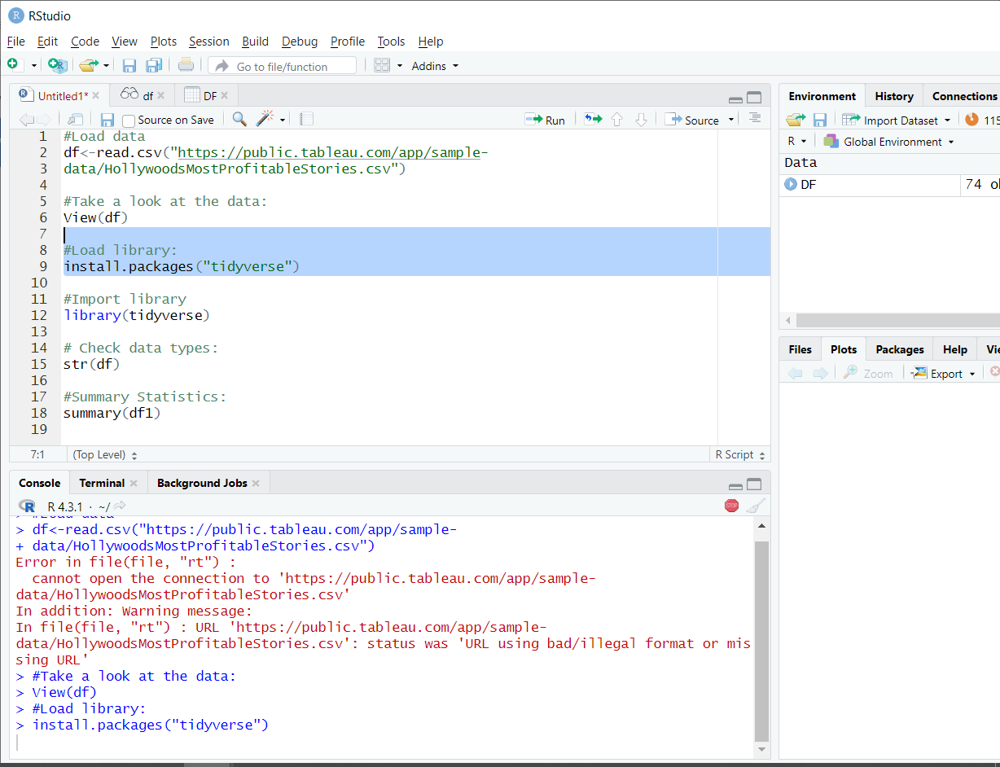 RStudio
File Edit Code View Plots Session Build Debug Profile Tools Help
Go to file/function Addins
Untitled1* df DF
Source on Save Run Source
1 #Load data
2 df<-read.csv("https://public.tableau.com/app/sample-
3 data/HollywoodsMostProfitableStories.csv")
4
5 #Take a look at the data:
6 View(df)
7
8 #Load library:
9 install.packages("tidyverse")
10
11 #Import library
12 library(tidyverse)
13
14 # Check data types:
15 str(df)
16
17 #Summary Statistics:
18 summary(df1)
19
7:1 (Top Level) R Script
Console Terminal Background Jobs
R 4.3.1 · ~/
STOP
> #Load data
> df<-read.csv("https://public.tableau.com/app/sample-
+ data/HollywoodsMostProfitableStories.csv")
Error in file(file, "rt") :
cannot open the connection to 'https://public.tableau.com/app/sample-
data/HollywoodsMostProfitableStories.csv'
In addition: Warning message:
In file(file, "rt") : URL 'https://public.tableau.com/app/sample-
data/HollywoodsMostProfitableStories.csv': status was 'URL using bad/illegal format or mis
sing URL'
> #Take a look at the data:
> View(df)
> #Load library:
> install.packages("tidyverse")
Environment History Connections
Import Dataset 115
R Global Environment
Data
DF 74
Files Plots Packages Help
Zoom Export